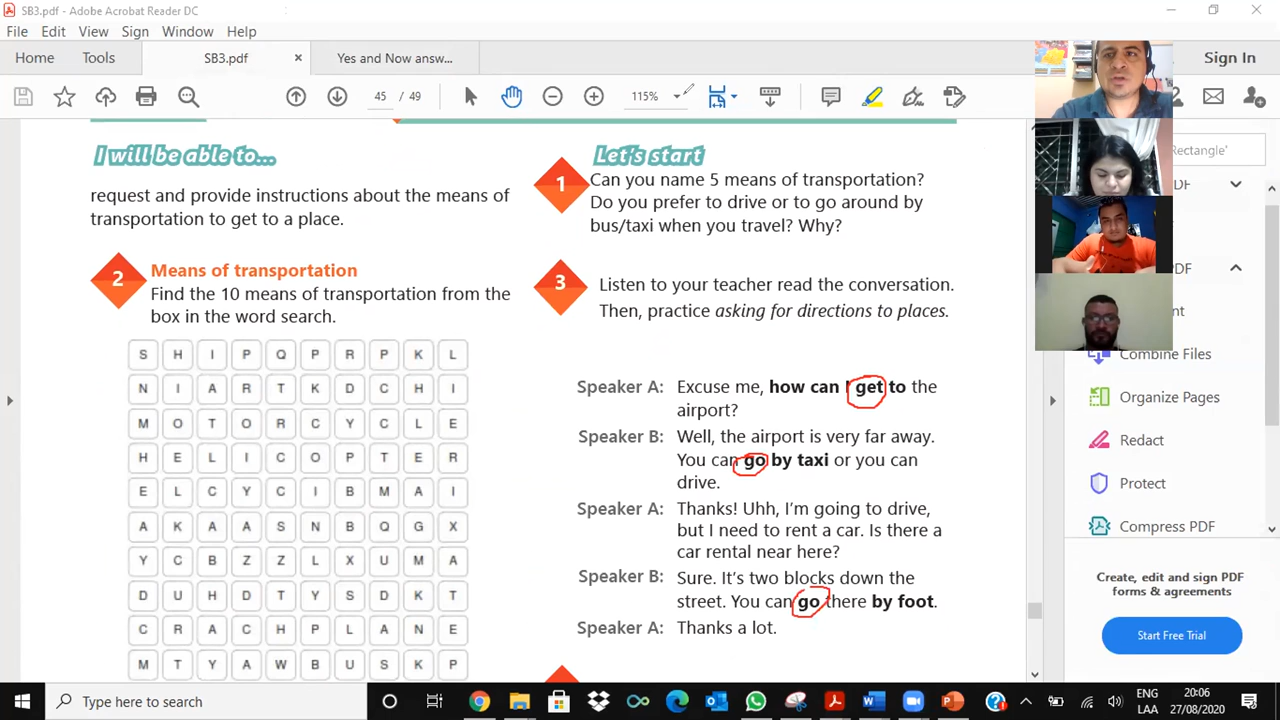 SB3.pdf - Adobe Acrobat Reader DC
File Edit View Sign Window Help
Home Tools SB3.pdf × Yes and Now answ... Sign In
45 / 49 115%
I will be able to...
request and provide instructions about the means of
transportation to get to a place.
2 Means of transportation
Find the 10 means of transportation from the
box in the word search.
S H I P Q P R P K L
N I A R T K D C H I
M O T O R C Y C L E
H E L I C O P T E R
E L C Y C I B M A I
A K A A S N B Q G X
Y C B Z Z L X U M A
D U H D T Y S D K T
C R A C H P L A N E
M T Y A W B U S K P
Let's start
1 Can you name 5 means of transportation?
Do you prefer to drive or to go around by
bus/taxi when you travel? Why?
3 Listen to your teacher read the conversation.
Then, practice asking for directions to places.
Speaker A: Excuse me, how can I get to the
airport?
Speaker B: Well, the airport is very far away.
You can go by taxi or you can
drive.
Speaker A: Thanks! Uhh, I'm going to drive,
but I need to rent a car. Is there a
car rental near here?
Speaker B: Sure. It's two blocks down the
street. You can go there by foot.
Speaker A: Thanks a lot.
Rectangle'
Combine Files
Organize Pages
Redact
Protect
Compress PDF
Create, edit and sign PDF
forms & agreements
Start Free Trial
Type here to search
ENG
LAA
20:06
27/08/2020